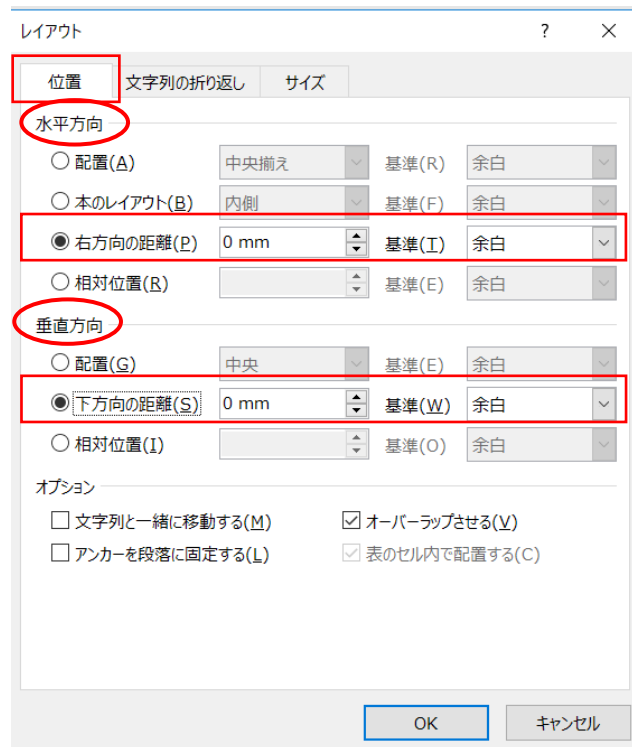 レイアウト ? ×
位置 文字列の折り返し サイズ
水平方向
配置(A) 中央揃え 基準(R) 余白
本のレイアウト(B) 内側 基準(F) 余白
右方向の距離(P) 0 mm 基準(T) 余白
相対位置(R) 基準(E) 余白
垂直方向
配置(G) 中央 基準(E) 余白
下方向の距離(S) 0 mm 基準(W) 余白
相対位置(I) 基準(O) 余白
オプション
文字列と一緒に移動する(M) オーバーラップさせる(V)
アンカーを段落に固定する(L) 表のセル内で配置する(C)
OK キャンセル